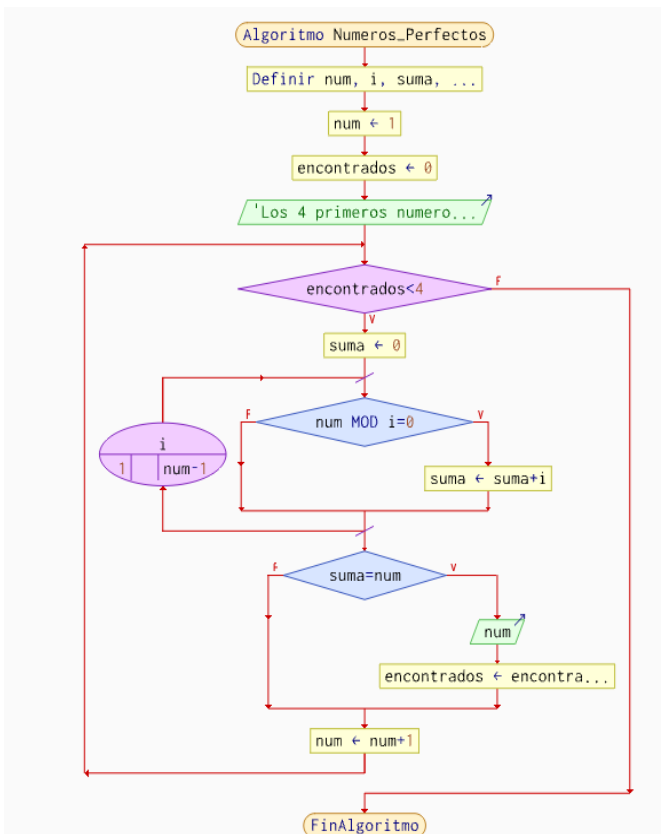 Algoritmo Numeros_Perfectos
Definir num, i, suma, ...
num ← 1
encontrados ← 0
'Los 4 primeros numero...
encontrados<4
F
V
suma ← 0
num MOD i=0
F
V
i
1
num-1
suma ← suma+i
suma=num
F
V
num
encontrados ← encontra...
num ← num+1
FinAlgoritmo